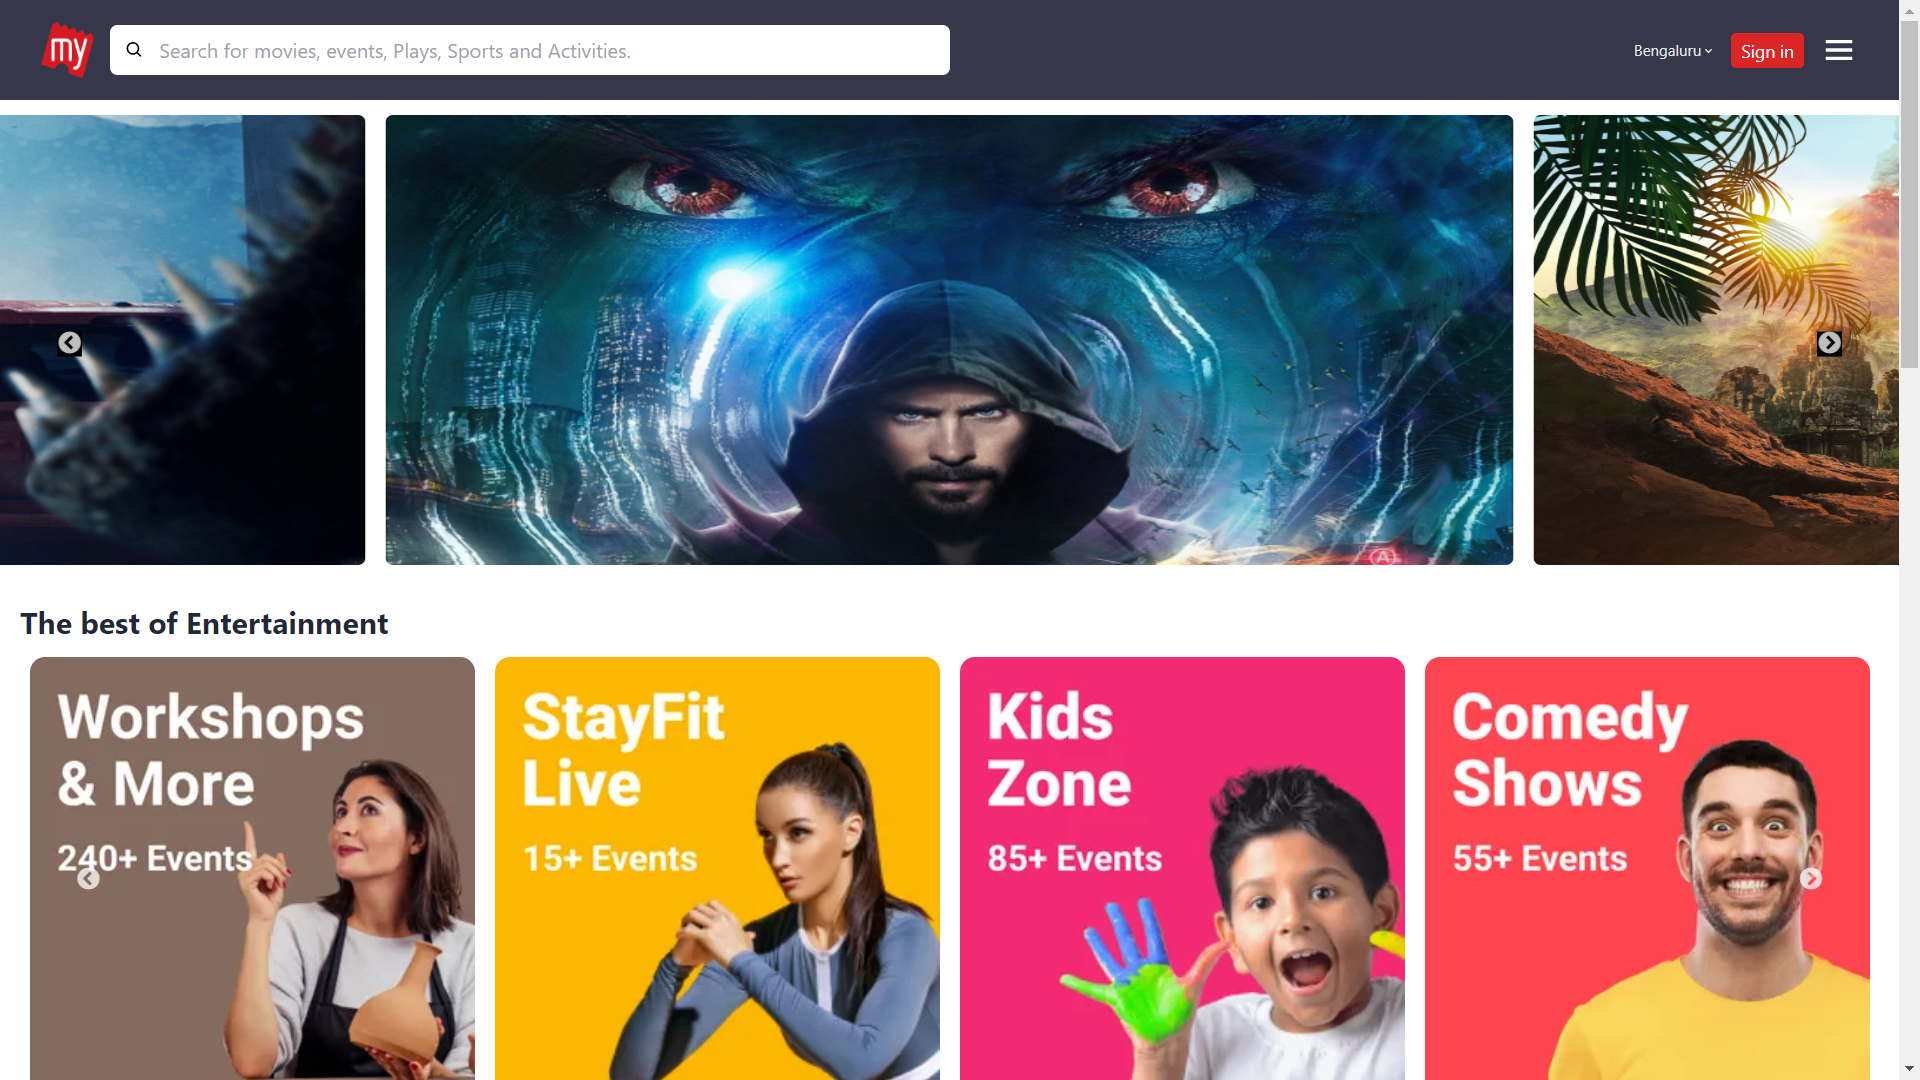 my
Search for movies, events, Plays, Sports and Activities.
Bengaluru
Sign in
A
The best of Entertainment
Workshops
& More
240+ Events
StayFit
Live
15+ Events
Kids
Zone
85+ Events
Comedy
Shows
55+ Events